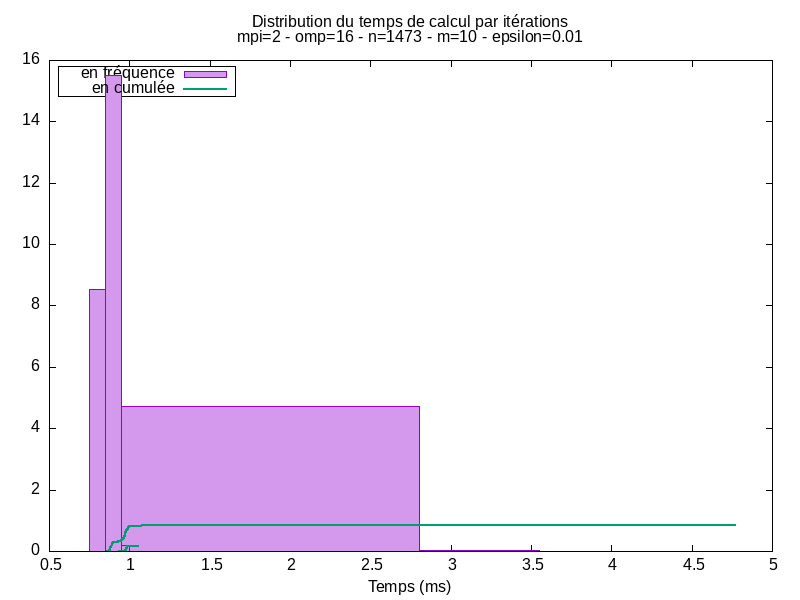 Distribution du temps de calcul par itérations
mpi=2 - omp=16 - n=1473 - m=10 - epsilon=0.01
en fréquence
en cumulée
16
14
12
10
8
6
4
2
0
0.5 1 1.5 2 2.5 3 3.5 4 4.5 5
Temps (ms)